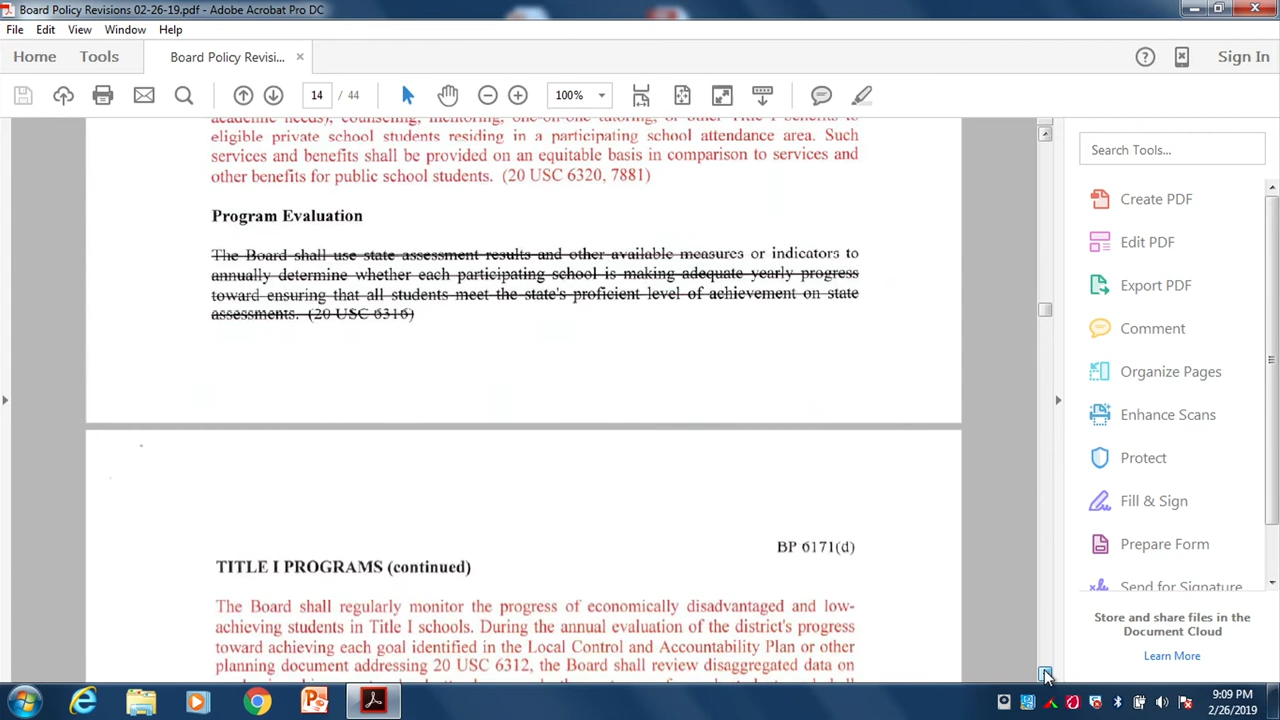 Board Policy Revisions 02-26-19.pdf - Adobe Acrobat Pro DC
File Edit View Window Help
Home Tools Board Policy Revisi... × Sign In
14 / 44 100%
academic needs), counseling, mentoring, one-on-one tutoring, or other Title I benefits to
eligible private school students residing in a participating school attendance area. Such
services and benefits shall be provided on an equitable basis in comparison to services and
other benefits for public school students. (20 USC 6320, 7881)
Program Evaluation
The Board shall use state assessment results and other available measures or indicators to
annually determine whether each participating school is making adequate yearly progress
toward ensuring that all students meet the state's proficient level of achievement on state
assessments. (20 USC 6316)
BP 6171(d)
TITLE I PROGRAMS (continued)
The Board shall regularly monitor the progress of economically disadvantaged and low-
achieving students in Title I schools. During the annual evaluation of the district's progress
toward achieving each goal identified in the Local Control and Accountability Plan or other
planning document addressing 20 USC 6312, the Board shall review disaggregated data on
Search Tools...
Create PDF
Edit PDF
Export PDF
Comment
Organize Pages
Enhance Scans
Protect
Fill & Sign
Prepare Form
Send for Signature
Store and share files in the
Document Cloud
Learn More
9:09 PM
2/26/2019